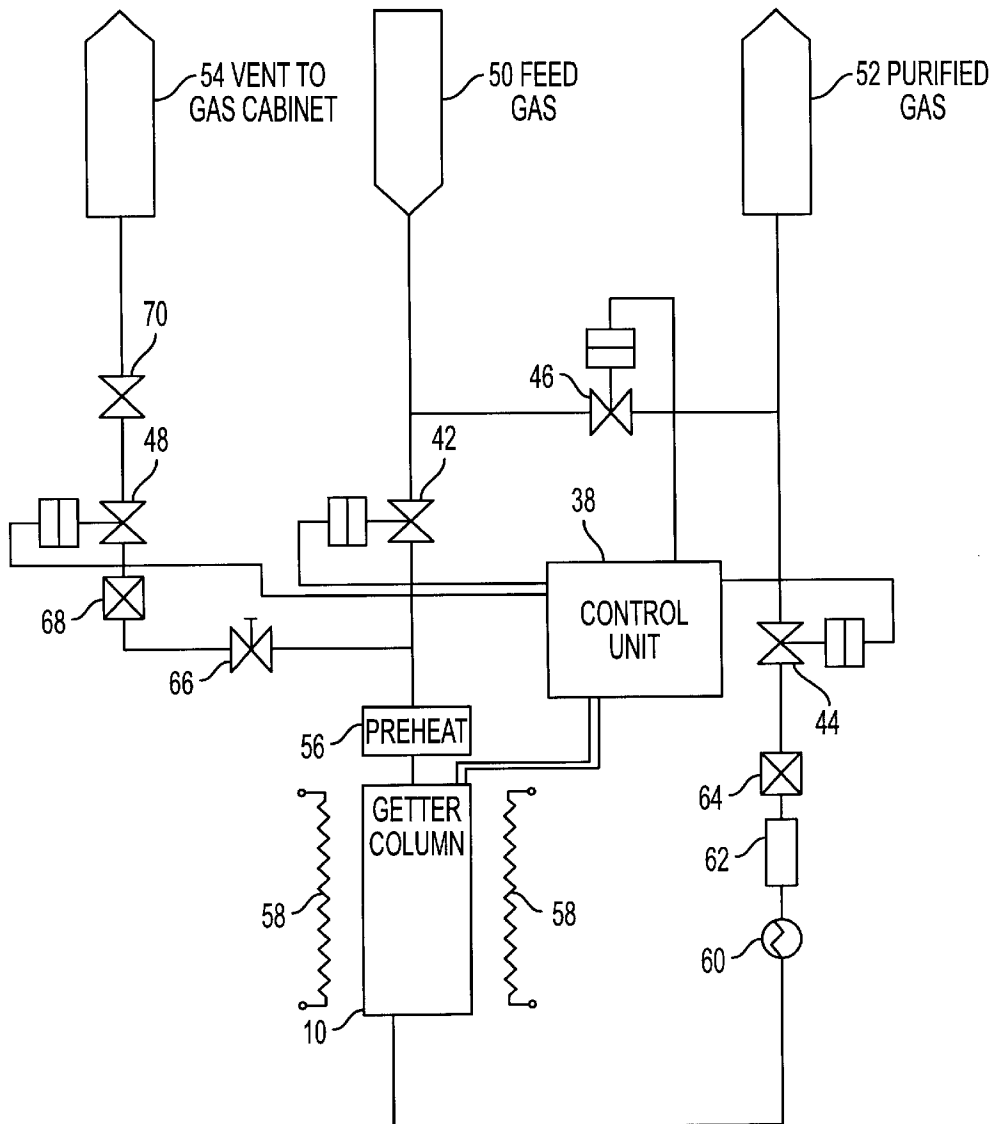 54 VENT TO
GAS CABINET
50 FEED
GAS
52 PURIFIED
GAS
70
46
48
42
38
CONTROL
UNIT
68
66
44
56
PREHEAT
64
GETTER
COLUMN
62
58
58
60
10